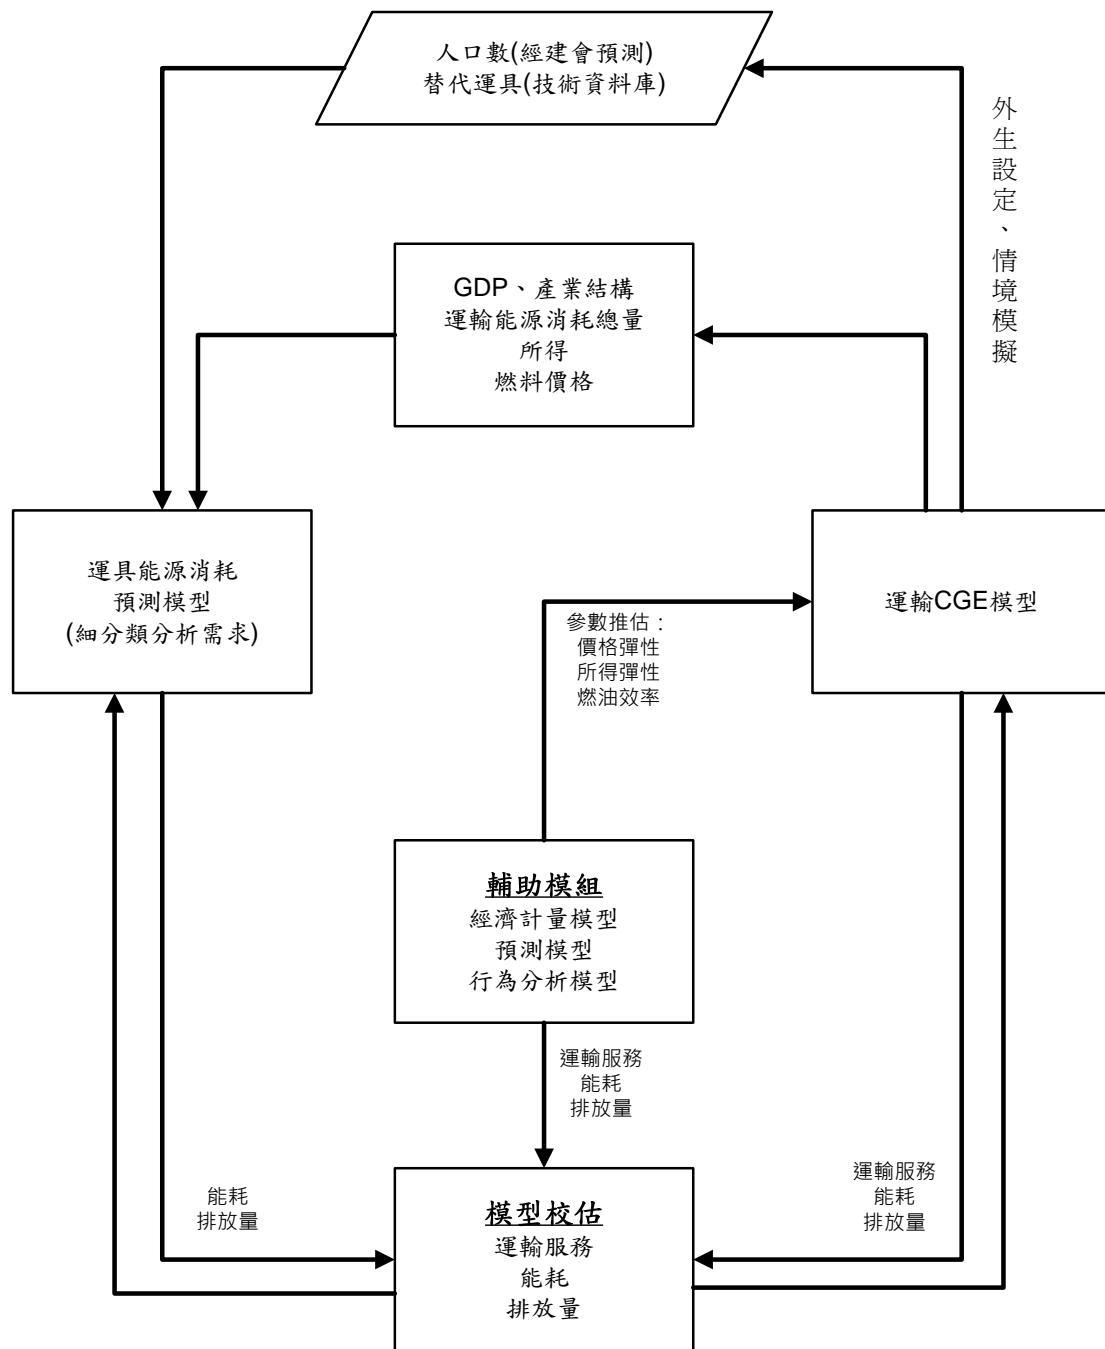 人口數(經建會預測)
替代運具(技術資料庫)
外生設定、情境模擬
GDP、產業結構
運輸能源消耗總量
所得
燃料價格
運具能源消耗
預測模型
(細分類分析需求)
運輸CGE模型
參數推估：
價格彈性
所得彈性
燃油效率
輔助模組
經濟計量模型
預測模型
行為分析模型
運輸服務
能耗
排放量
能耗
排放量
運輸服務
能耗
排放量
模型校估
運輸服務
能耗
排放量